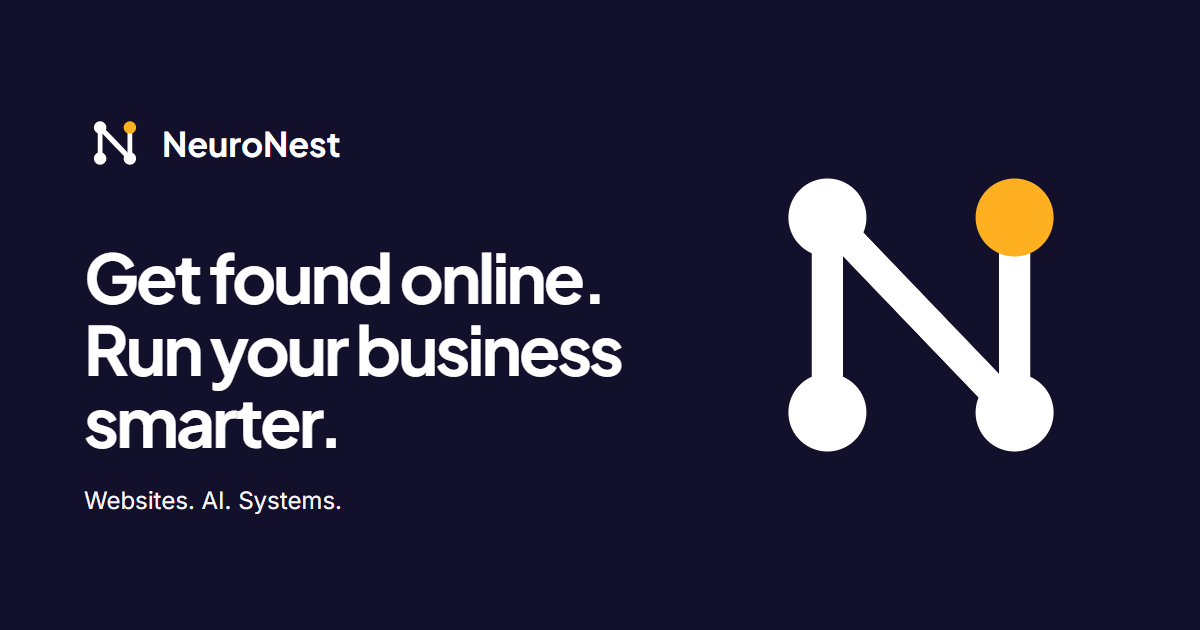 NeuroNest
Get found online.
Run your business
smarter.
Websites. AI. Systems.